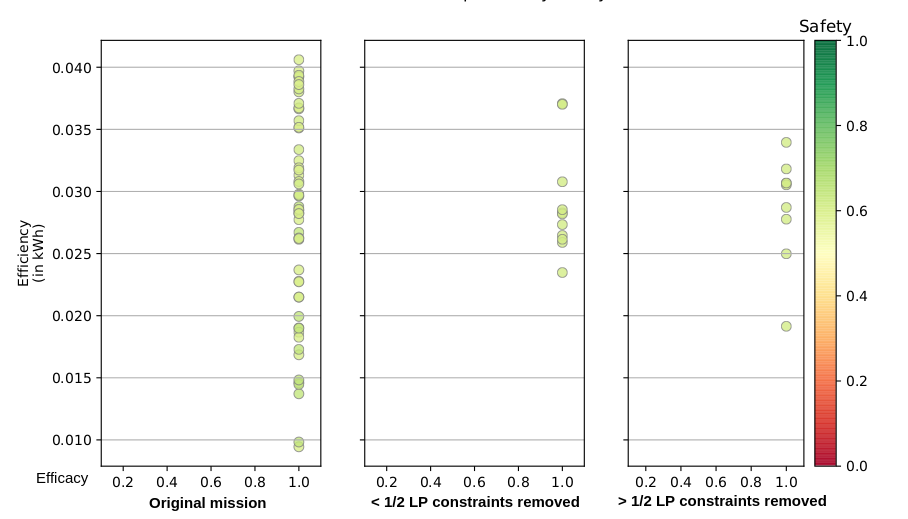 Safety
0.040
0.035
0.030
0.025
0.020
0.015
0.010
Efficiency
(in kWh)
1.0
0.8
0.6
0.4
0.2
0.0
Efficacy
0.2 0.4 0.6 0.8 1.0
0.2 0.4 0.6 0.8 1.0
0.2 0.4 0.6 0.8 1.0
Original mission
< 1/2 LP constraints removed
> 1/2 LP constraints removed